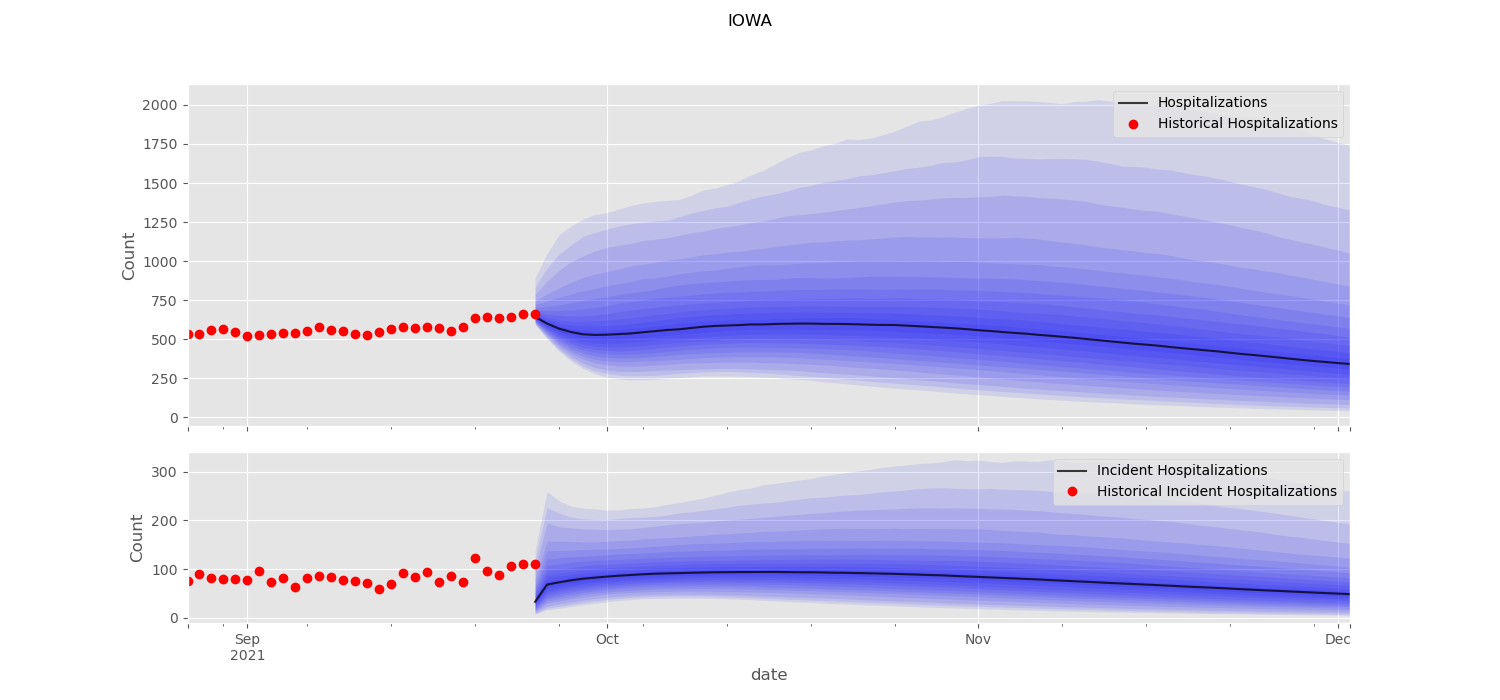 IOWA
Count
2000
1750
1500
1250
1000
750
500
250
0
Hospitalizations
Historical Hospitalizations
Count
300
200
100
0
Incident Hospitalizations
Historical Incident Hospitalizations
Sep
2021
Oct
Nov
Dec
date